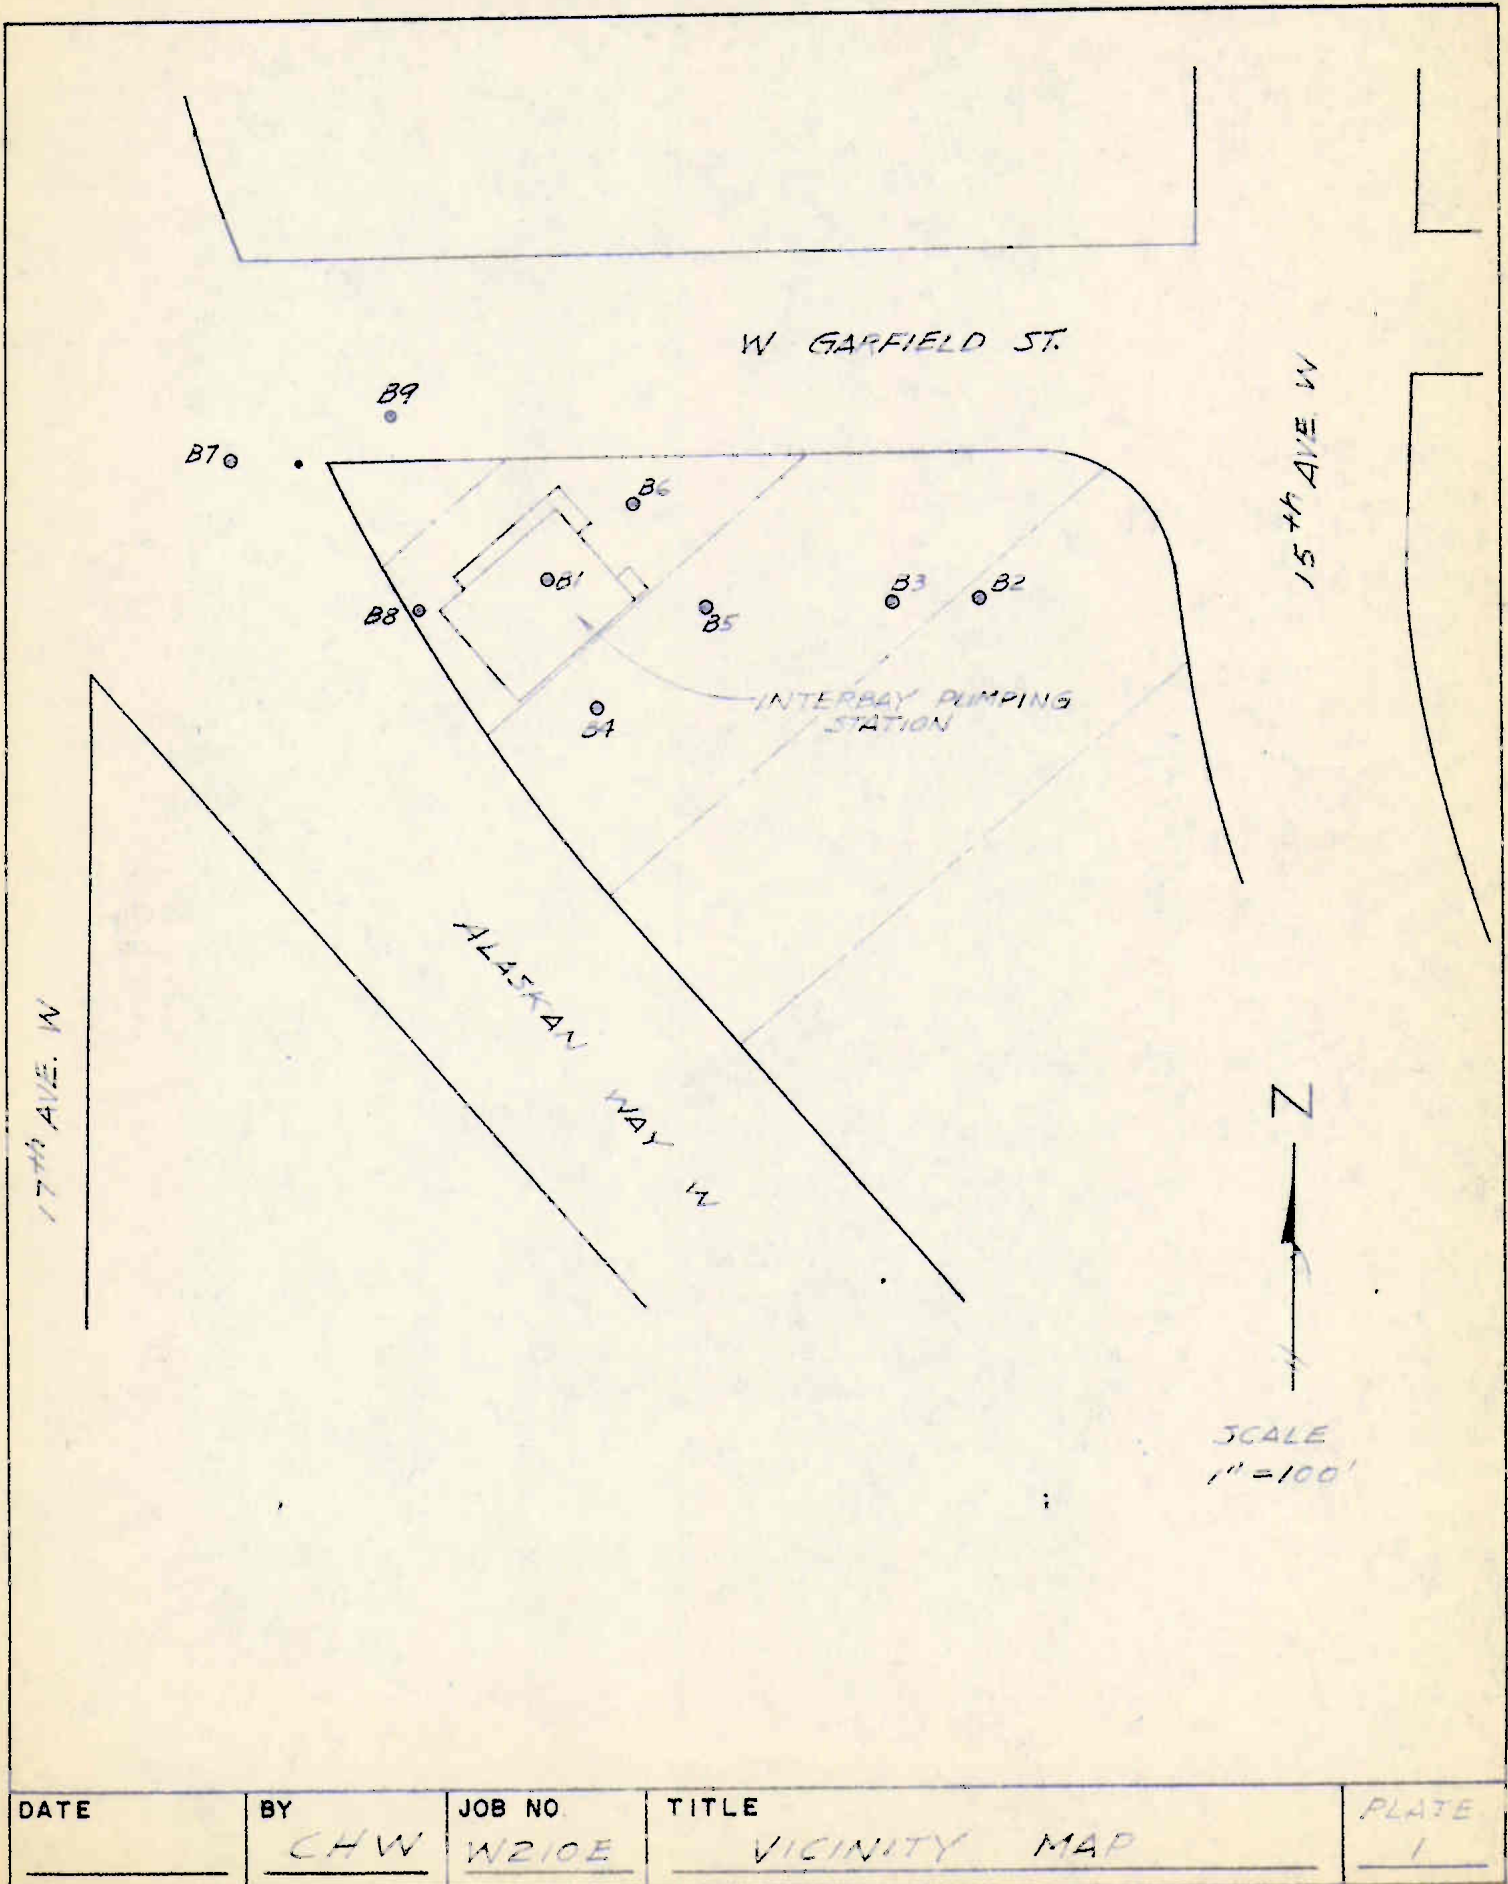 W GARFIELD ST.
15th AVE W
B9
B7
B6
B1
B3
B2
B8
B5
INTERBAY PUMPING
STATION
B4
ALASKAN WAY W
17th AVE. W
N
SCALE
1" = 100'
DATE
BY
CHW
JOB NO.
W210E
TITLE
VICINITY MAP
PLATE
1